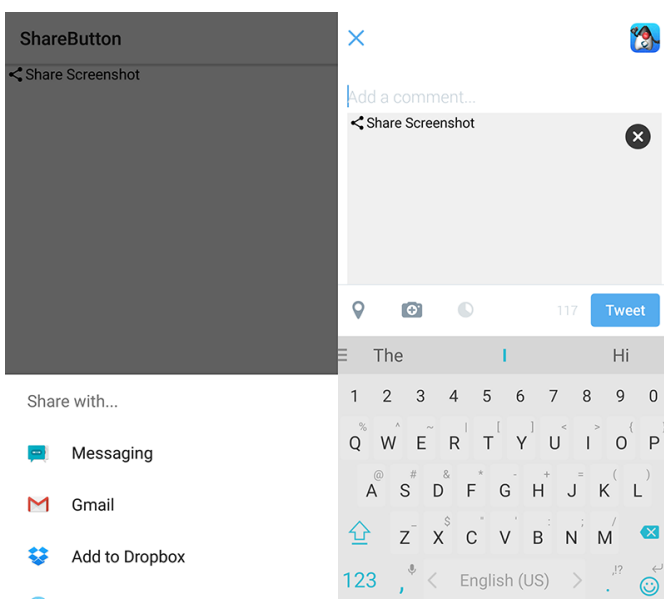 ShareButton
Share Screenshot
Share with...
Messaging
Gmail
Add to Dropbox
Add a comment...
Share Screenshot
117 Tweet
The I Hi
1 2 3 4 5 6 7 8 9 0
% ^ ~ | [ ] < > { }
Q W E R T Y U I O P
@ # & * - + = ( )
A S D F G H J K L
_ $ " ' : ; /
Z X C V B N M
123 , English (US) . ,!?